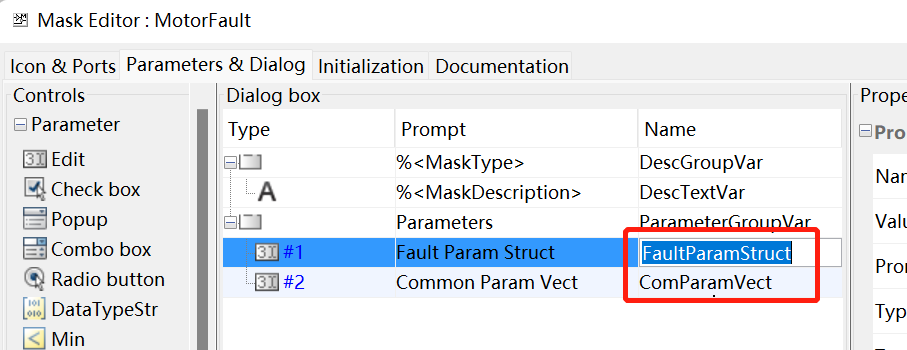 Mask Editor : MotorFault
Icon & Ports Parameters & Dialog Initialization Documentation
Controls Dialog box Prope
Parameter Type Prompt Name Pro
Edit %<MaskType> DescGroupVar Nan
Check box %<MaskDescription> DescTextVar
Popup Parameters ParameterGroupVar Valu
Combo box #1 Fault Param Struct FaultParamStruct Pron
Radio button #2 Common Param Vect ComParamVect Typ
DataTypeStr
Min